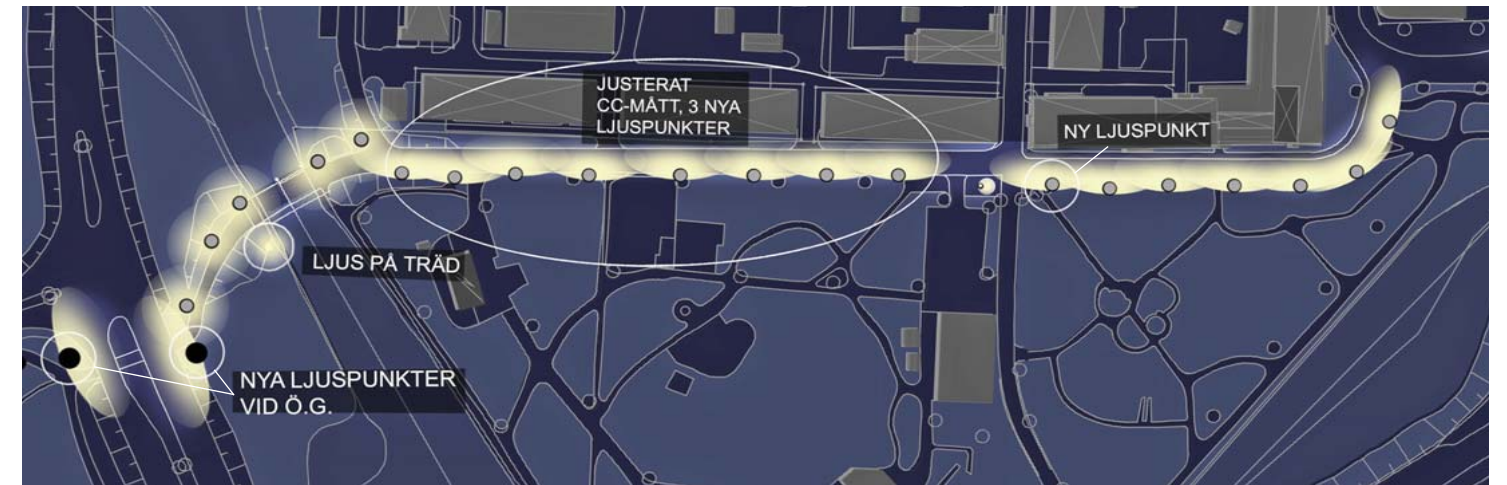 JUSTERAT
CC-MÅTT, 3 NYA
LJUSPUNKTER
NY LJUSPUNKT
LJUS PÅ TRÄD
NYA LJUSPUNKTER
VID Ö.G.